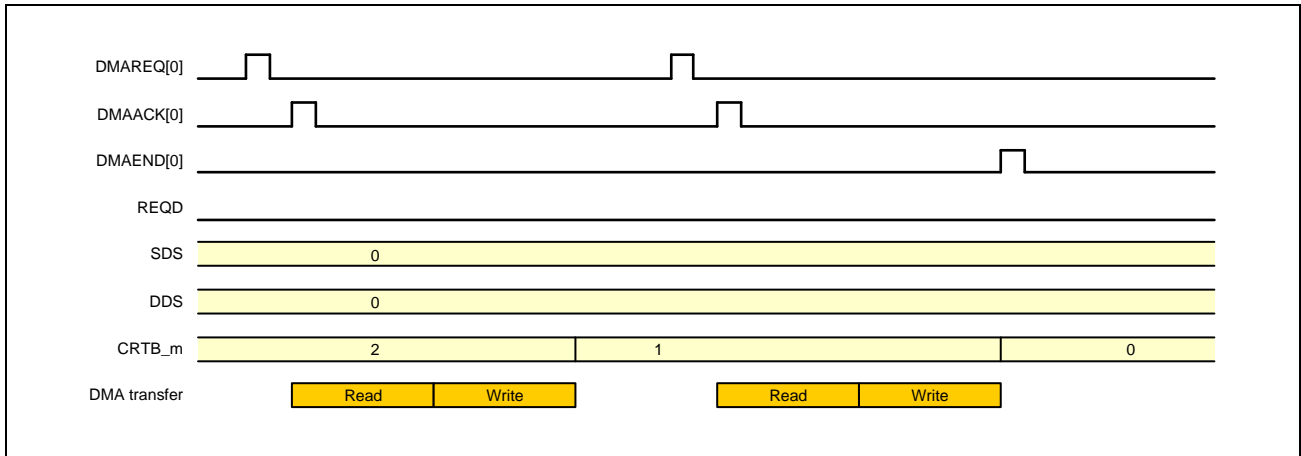 DMAREQ[0]
DMAACK[0]
DMAEND[0]
REQD
SDS 0
DDS 0
CRTB_m 2 1 0
DMA transfer Read Write Read Write